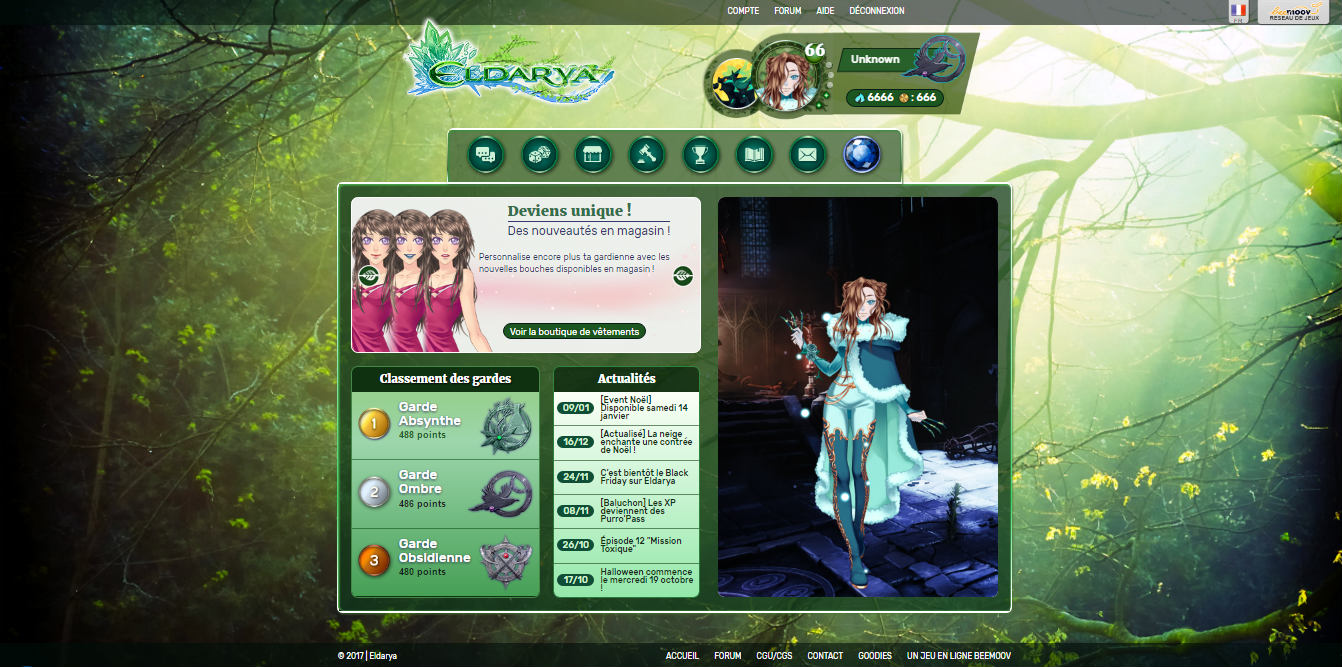 COMPTE FORUM AIDE DÉCONNEXION
FR
beemoov
RESEAU DE JEUX
ELDARYA
66
Unknown
6666 : 666
Deviens unique !
Des nouveautés en magasin !
Personnalise encore plus ta gardienne avec les
nouvelles bouches disponibles en magasin !
Voir la boutique de vêtements
Classement des gardes
1
Garde
Absynthe
488 points
2
Garde
Ombre
486 points
3
Garde
Obsidienne
480 points
Actualités
09/01
[Event Noël]
Disponible samedi 14
janvier
16/12
[Actualisé] La neige
enchante une contrée
de Noël !
24/11
C'est bientôt le Black
Friday sur Eldarya
08/11
[Baluchon] Les XP
deviennent des
Purro'Pass
26/10
Épisode 12 "Mission
Toxique"
17/10
Halloween commence
le mercredi 19 octobre
!
© 2017 | Eldarya
ACCUEIL FORUM CGU/CGS CONTACT GOODIES UN JEU EN LIGNE BEEMOOV